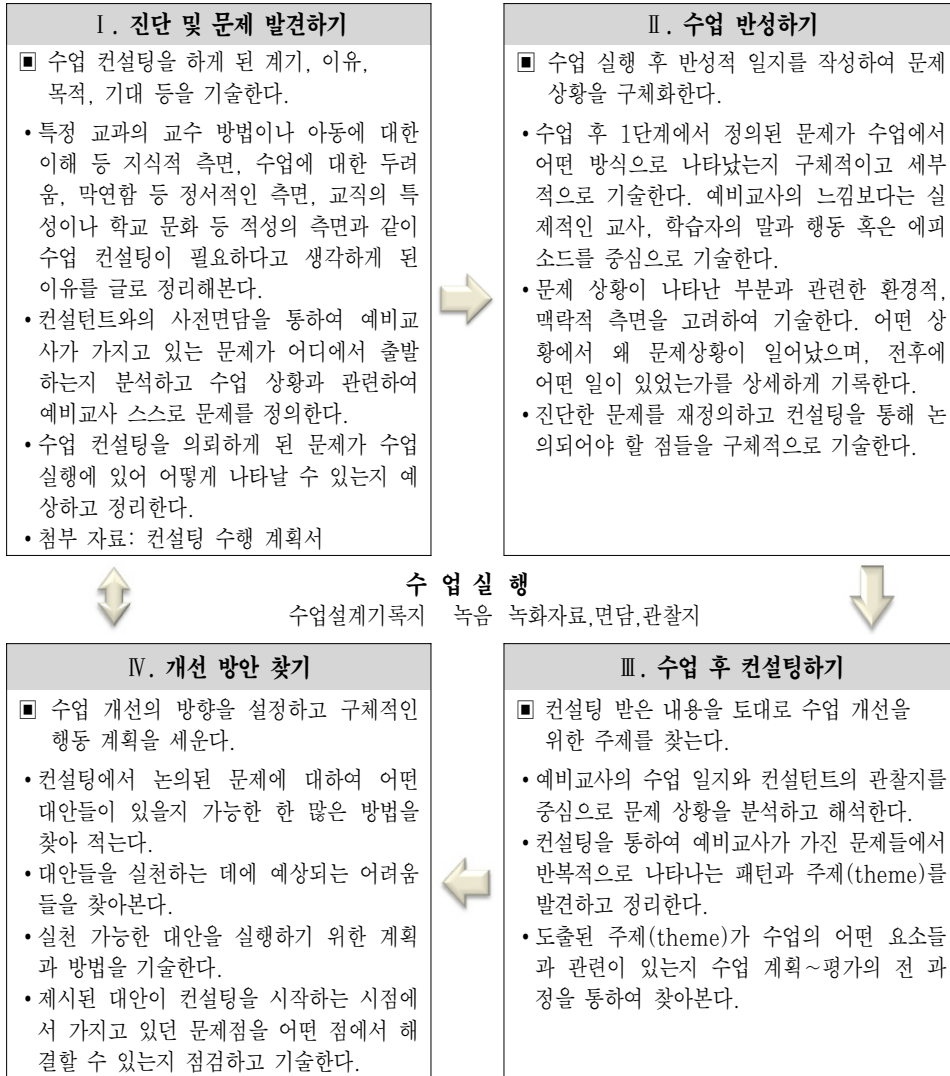 Ⅰ. 진단 및 문제 발견하기
▣ 수업 컨설팅을 하게 된 계기, 이유,
목적, 기대 등을 기술한다.
•특정 교과의 교수 방법이나 아동에 대한
이해 등 지식적 측면, 수업에 대한 두려
움, 막연함 등 정서적인 측면, 교직의 특
성이나 학교 문화 등 적성의 측면과 같이
수업 컨설팅이 필요하다고 생각하게 된
이유를 글로 정리해본다.
•컨설턴트와의 사전면담을 통하여 예비교
사가 가지고 있는 문제가 어디에서 출발
하는지 분석하고 수업 상황과 관련하여
예비교사 스스로 문제를 정의한다.
•수업 컨설팅을 의뢰하게 된 문제가 수업
실행에 있어 어떻게 나타날 수 있는지 예
상하고 정리한다.
•첨부 자료: 컨설팅 수행 계획서
Ⅱ. 수업 반성하기
▣ 수업 실행 후 반성적 일지를 작성하여 문제
상황을 구체화한다.
•수업 후 1단계에서 정의된 문제가 수업에서
어떤 방식으로 나타났는지 구체적이고 세부
적으로 기술한다. 예비교사의 느낌보다는 실
제적인 교사, 학습자의 말과 행동 혹은 에피
소드를 중심으로 기술한다.
•문제 상황이 나타난 부분과 관련한 환경적,
맥락적 측면을 고려하여 기술한다. 어떤 상
황에서 왜 문제상황이 일어났으며, 전후에
어떤 일이 있었는가를 상세하게 기록한다.
•진단한 문제를 재정의하고 컨설팅을 통해 논
의되어야 할 점들을 구체적으로 기술한다.
수 업 실 행
수업설계기록지 녹음 녹화자료,면담,관찰지
Ⅳ. 개선 방안 찾기
▣ 수업 개선의 방향을 설정하고 구체적인
행동 계획을 세운다.
•컨설팅에서 논의된 문제에 대하여 어떤
대안들이 있을지 가능한 한 많은 방법을
찾아 적는다.
•대안들을 실천하는 데에 예상되는 어려움
들을 찾아본다.
•실천 가능한 대안을 실행하기 위한 계획
과 방법을 기술한다.
•제시된 대안이 컨설팅을 시작하는 시점에
서 가지고 있던 문제점을 어떤 점에서 해
결할 수 있는지 점검하고 기술한다.
Ⅲ. 수업 후 컨설팅하기
▣ 컨설팅 받은 내용을 토대로 수업 개선을
위한 주제를 찾는다.
•예비교사의 수업 일지와 컨설턴트의 관찰지를
중심으로 문제 상황을 분석하고 해석한다.
•컨설팅을 통하여 예비교사가 가진 문제들에서
반복적으로 나타나는 패턴과 주제(theme)를
발견하고 정리한다.
•도출된 주제(theme)가 수업의 어떤 요소들
과 관련이 있는지 수업 계획~평가의 전 과
정을 통하여 찾아본다.